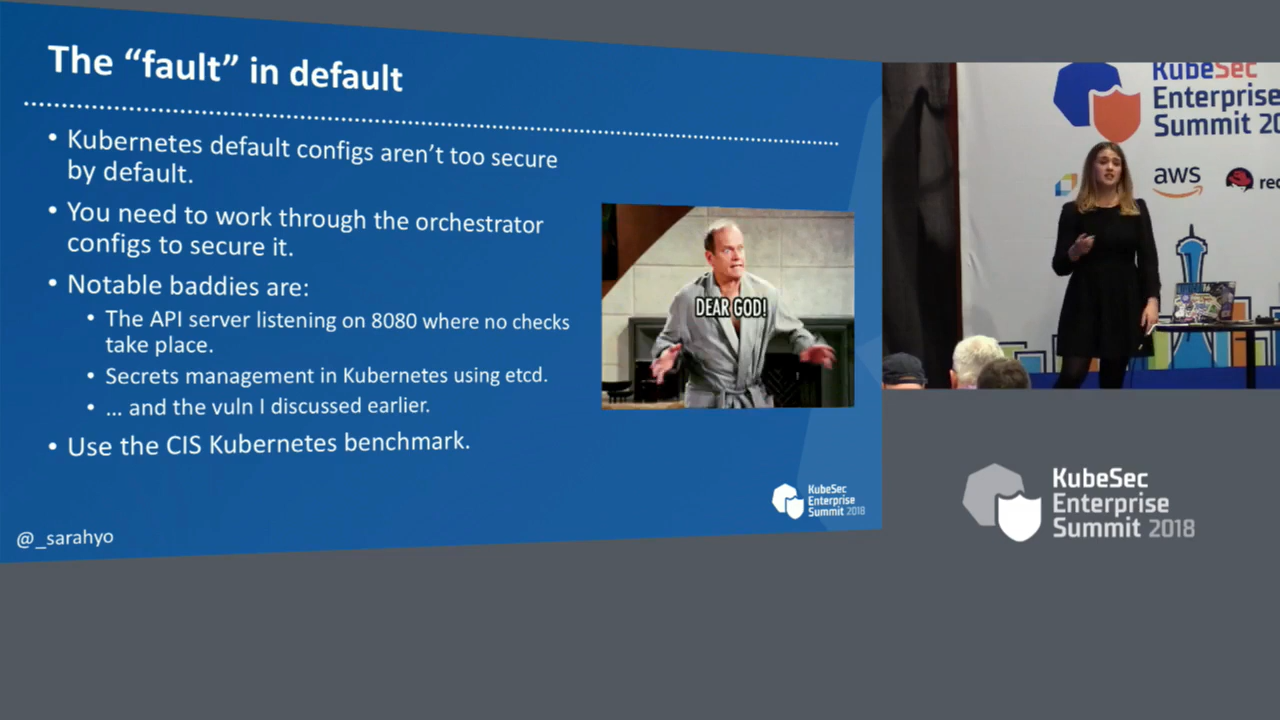 The “fault” in default
• Kubernetes default configs aren’t too secure
by default.
• You need to work through the orchestrator
configs to secure it.
• Notable baddies are:
• The API server listening on 8080 where no checks
take place.
• Secrets management in Kubernetes using etcd.
• … and the vuln I discussed earlier.
• Use the CIS Kubernetes benchmark.
DEAR GOD!
KubeSec
Enterprise
Summit 2018
@_sarahyo
KubeSec
Enterprise
Summit 20
aws
red
KubeSec
Enterprise
Summit 2018